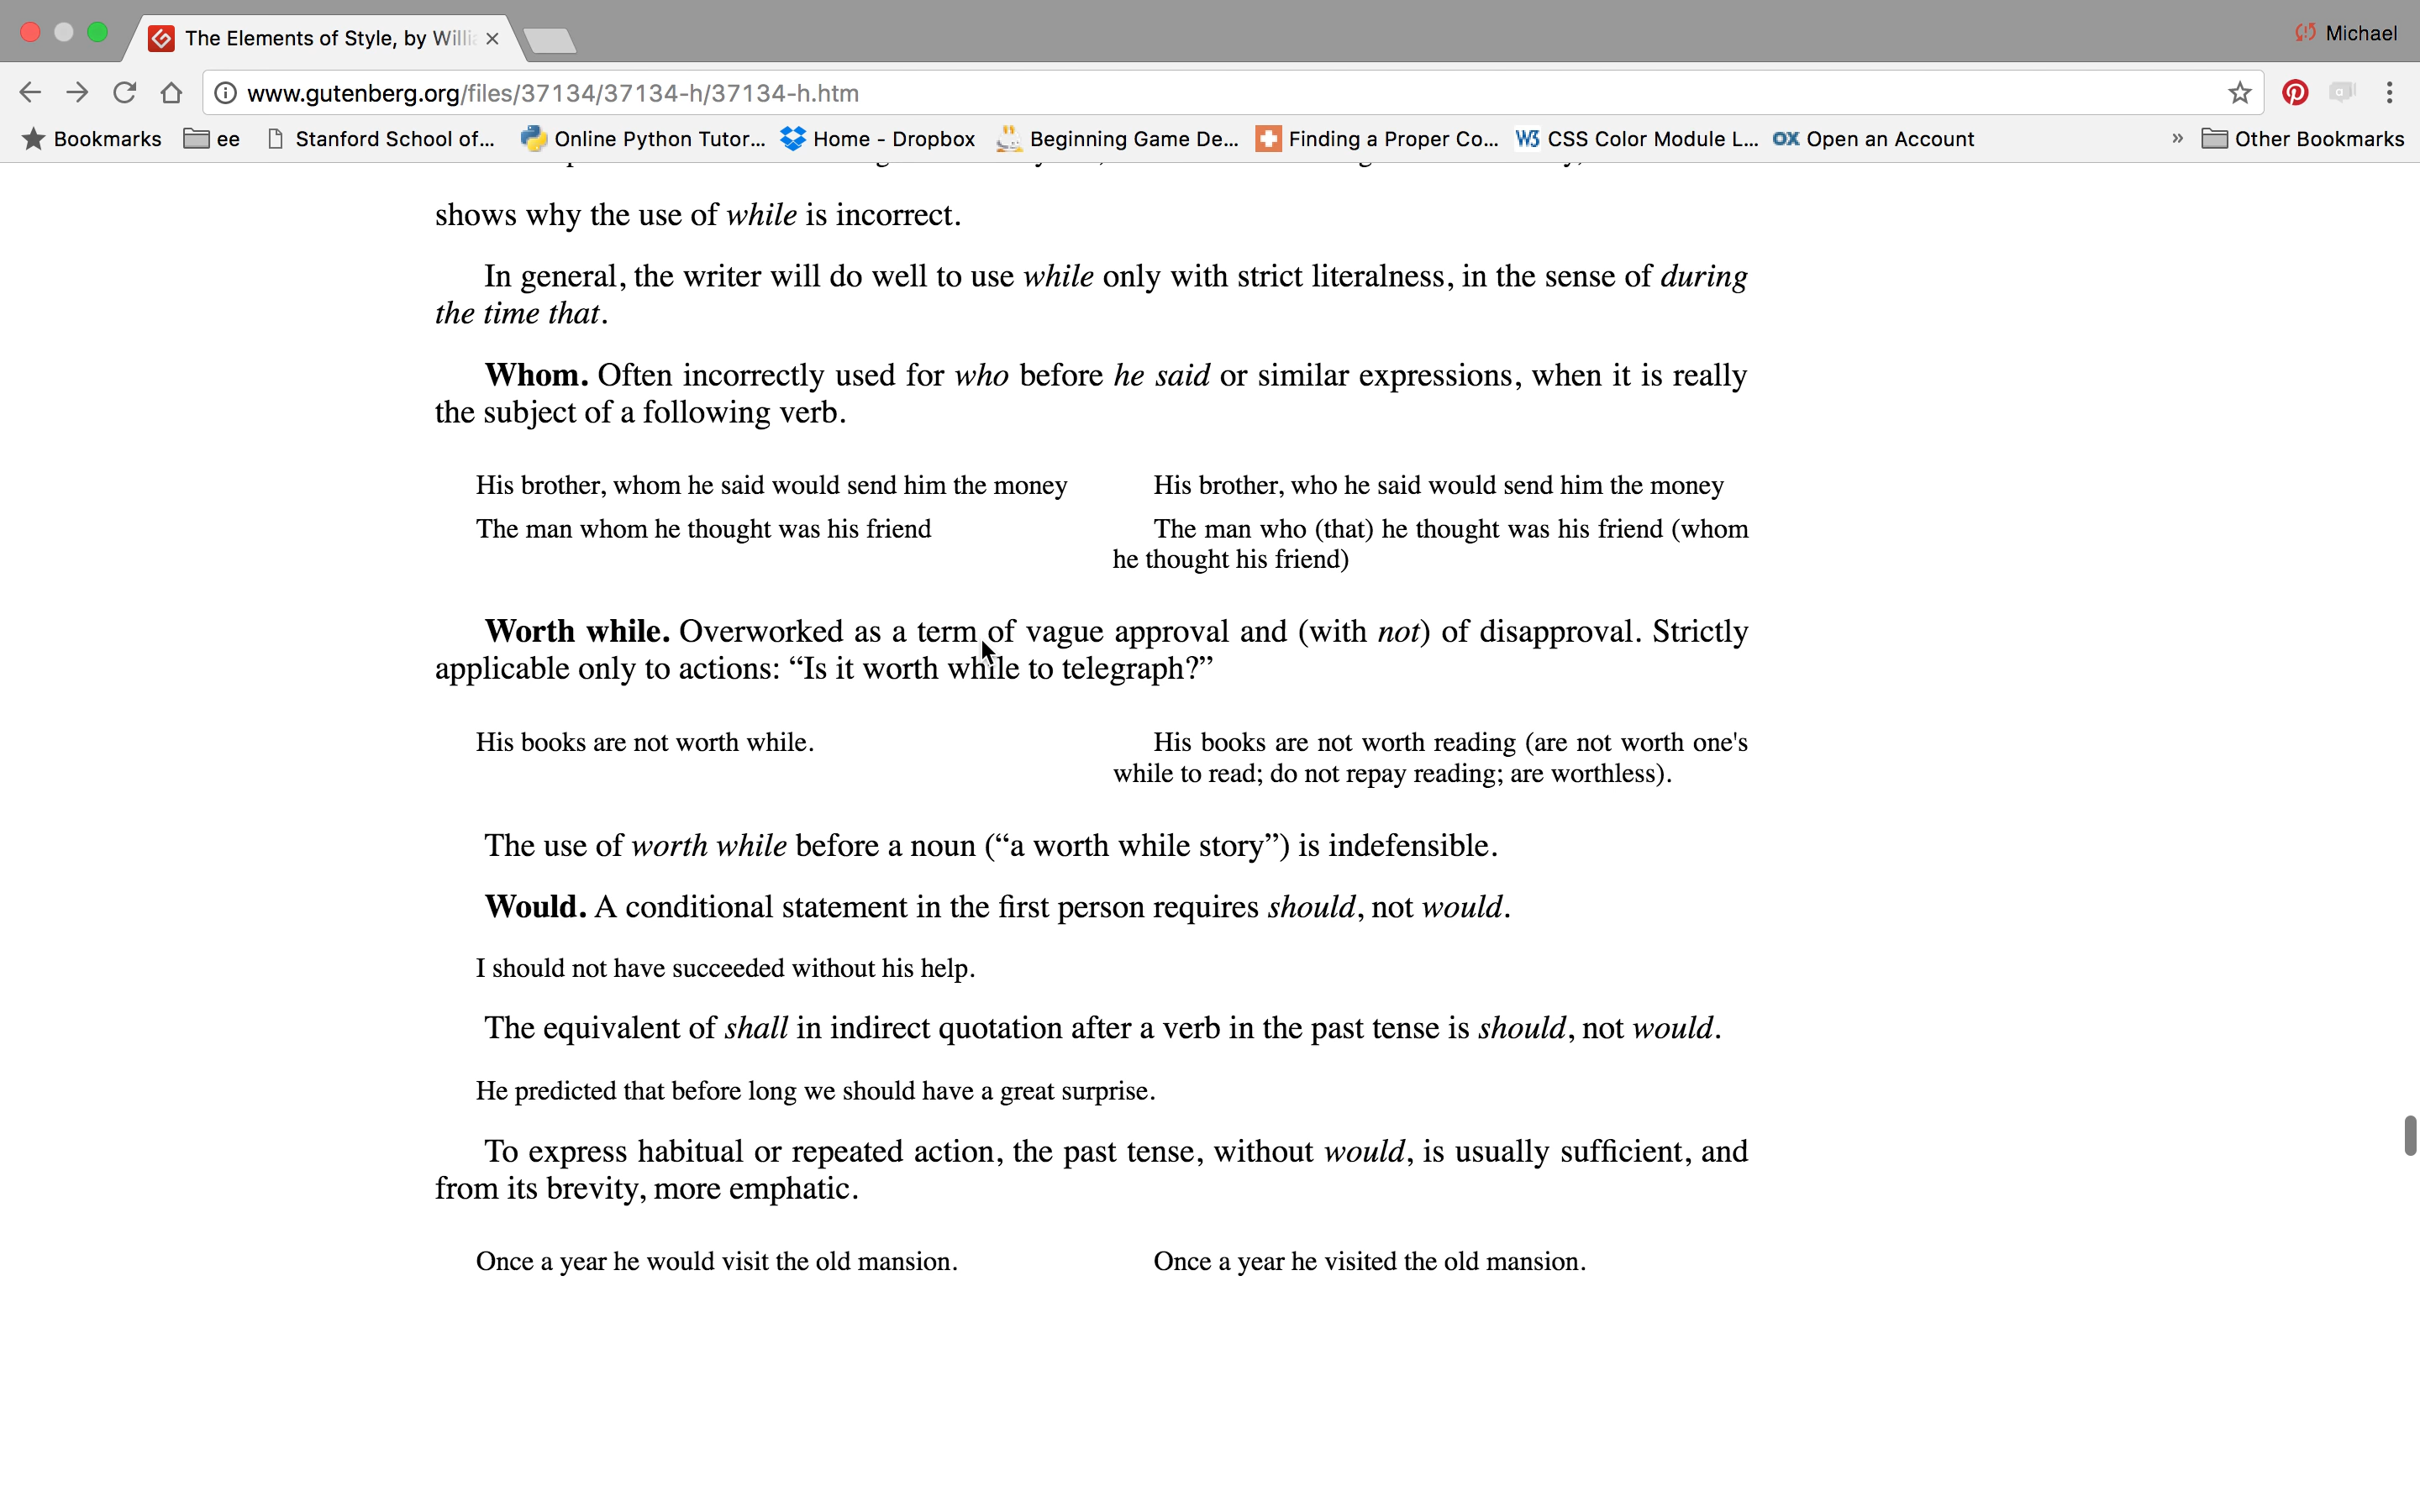 The Elements of Style, by Willi
Michael
www.gutenberg.org/files/37134/37134-h/37134-h.htm
Bookmarks ee Stanford School of... Online Python Tutor... Home - Dropbox Beginning Game De... Finding a Proper Co... W3 CSS Color Module L... OX Open an Account » Other Bookmarks
shows why the use of while is incorrect.
In general, the writer will do well to use while only with strict literalness, in the sense of during
the time that.
Whom. Often incorrectly used for who before he said or similar expressions, when it is really
the subject of a following verb.
His brother, whom he said would send him the money
His brother, who he said would send him the money
The man whom he thought was his friend
The man who (that) he thought was his friend (whom
he thought his friend)
Worth while. Overworked as a term of vague approval and (with not) of disapproval. Strictly
applicable only to actions: “Is it worth while to telegraph?”
His books are not worth while.
His books are not worth reading (are not worth one's
while to read; do not repay reading; are worthless).
The use of worth while before a noun (“a worth while story”) is indefensible.
Would. A conditional statement in the first person requires should, not would.
I should not have succeeded without his help.
The equivalent of shall in indirect quotation after a verb in the past tense is should, not would.
He predicted that before long we should have a great surprise.
To express habitual or repeated action, the past tense, without would, is usually sufficient, and
from its brevity, more emphatic.
Once a year he would visit the old mansion.
Once a year he visited the old mansion.